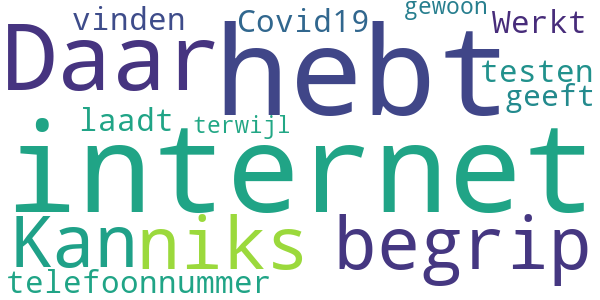 vinden Covid19 gewoon
Daar hebt Werkt
testen
geeft
laadt terwijl
internet
Kan niks begrip
telefoonnummer